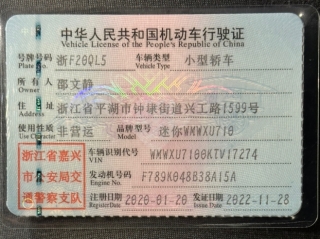 中华人民共和国机动车行驶证
Vehicle License of the People's Republic of China
号牌号码 浙F20QL5 车辆类型 小型轿车
Plate No. Vehicle Type
所有人 邵文静
Owner
住址 浙江省平湖市钟埭街道兴工路1599号
Address
使用性质 非营运 品牌型号 迷你WMWXU710
Use Character Model
浙江省嘉兴市公安局交通警察支队
车辆识别代号 WMWXU7100KTW17274
VIN
发动机号码 F789K048B38A15A
Engine No.
注册日期 2020-01-20 发证日期 2022-11-28
Register Date Issue Date